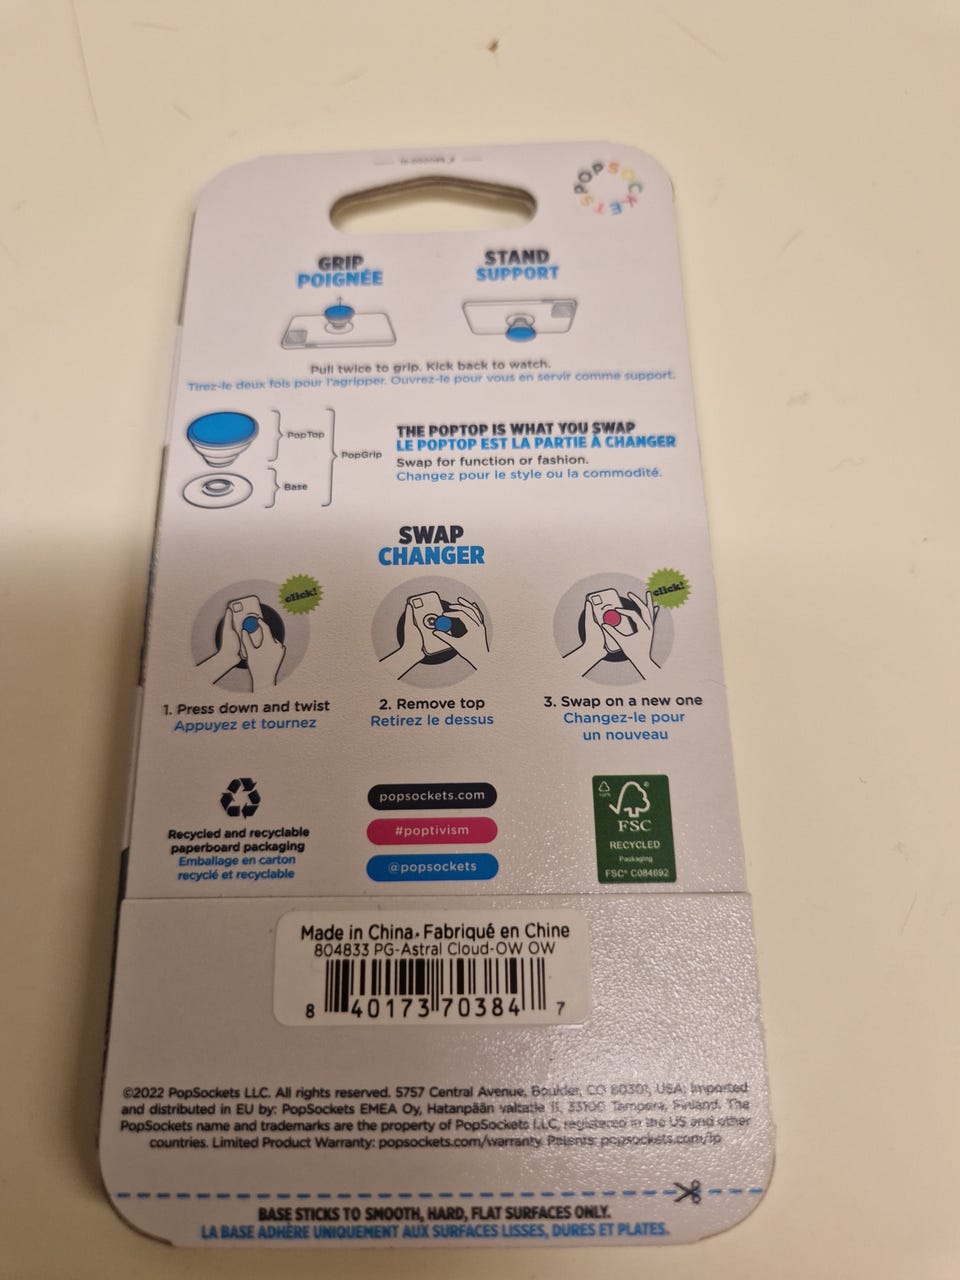 POPSOCKETS
GRIP
POIGNÉE
STAND
SUPPORT
Pull twice to grip. Kick back to watch.
Tirez-le deux fois pour l'agripper. Ouvrez-le pour vous en servir comme support.
PopTop
PopGrip
Base
THE POPTOP IS WHAT YOU SWAP
LE POPTOP EST LA PARTIE À CHANGER
Swap for function or fashion.
Changez pour le style ou la commodité.
SWAP
CHANGER
click!
click!
1. Press down and twist
Appuyez et tournez
2. Remove top
Retirez le dessus
3. Swap on a new one
Changez-le pour
un nouveau
Recycled and recyclable
paperboard packaging
Emballage en carton
recyclé et recyclable
popsockets.com
#poptivism
@popsockets
FSC
RECYCLED
Packaging
FSC® C084692
Made in China • Fabriqué en Chine
804833 PG-Astral Cloud-OW OW
8 40173 70384 7
©2022 PopSockets LLC. All rights reserved. 5757 Central Avenue, Boulder, CO 80301, USA. Imported
and distributed in EU by: PopSockets EMEA Oy, Hatanpään valtatie 11, 33100 Tampere, Finland. The
PopSockets name and trademarks are the property of PopSockets LLC, registered in the US and other
countries. Limited Product Warranty: popsockets.com/warranty. Patents: popsockets.com/ip
BASE STICKS TO SMOOTH, HARD, FLAT SURFACES ONLY.
LA BASE ADHÈRE UNIQUEMENT AUX SURFACES LISSES, DURES ET PLATES.